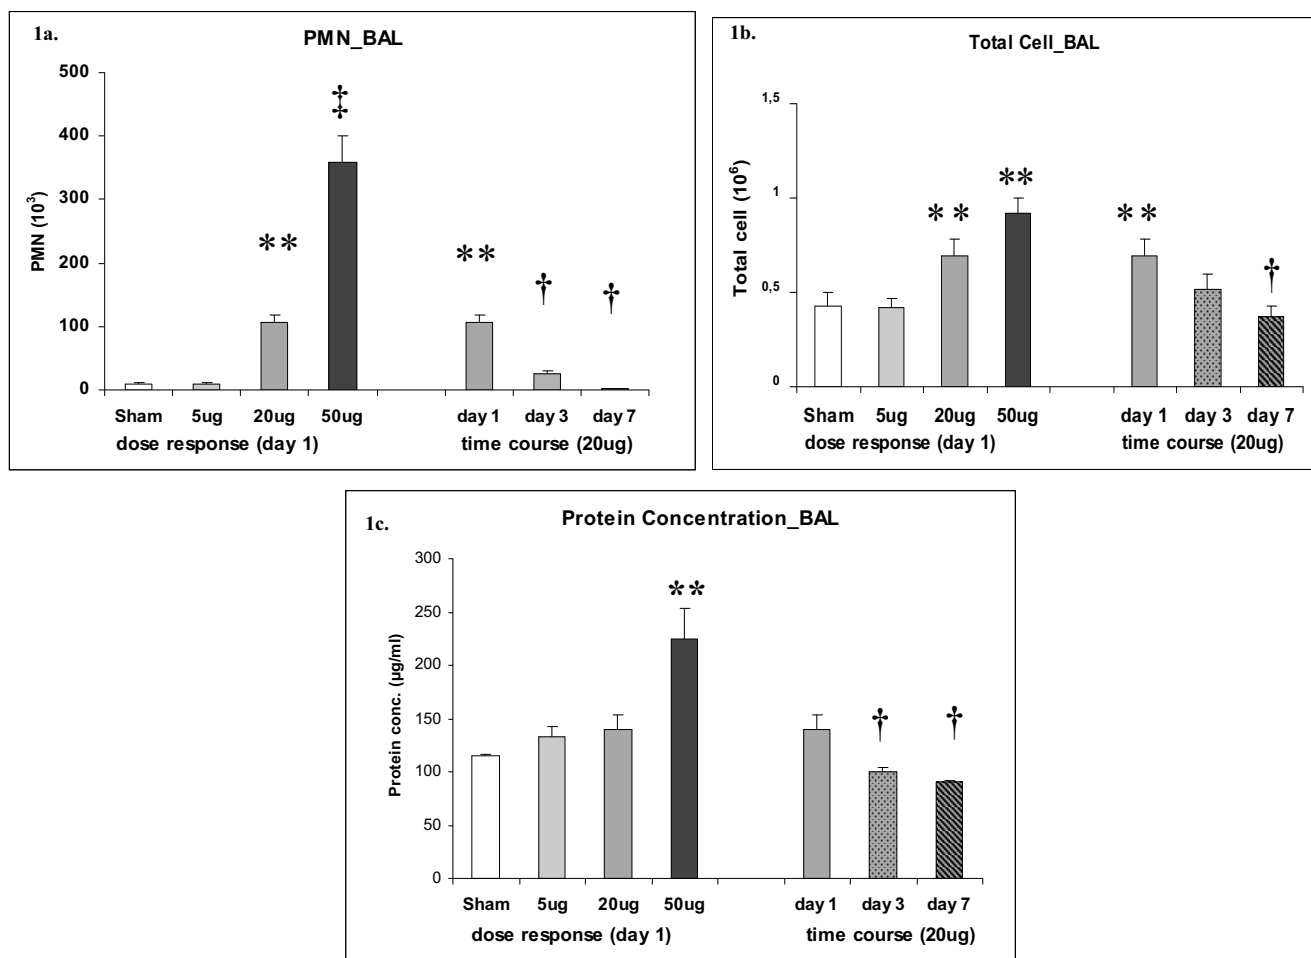 1a.
PMN_BAL
500
400
300
200
100
0
PMN (10³)
‡
**
**
†
†
Sham 5ug 20ug 50ug day 1 day 3 day 7
dose response (day 1) time course (20ug)
1b.
Total Cell_BAL
1,5
1
0,5
0
Total cell (10⁶)
**
**
**
†
Sham 5ug 20ug 50ug day 1 day 3 day 7
dose response (day 1) time course (20ug)
1c.
Protein Concentration_BAL
300
250
200
150
100
50
0
Protein conc. (µg/ml)
**
†
†
Sham 5ug 20ug 50ug day 1 day 3 day 7
dose response (day 1) time course (20ug)